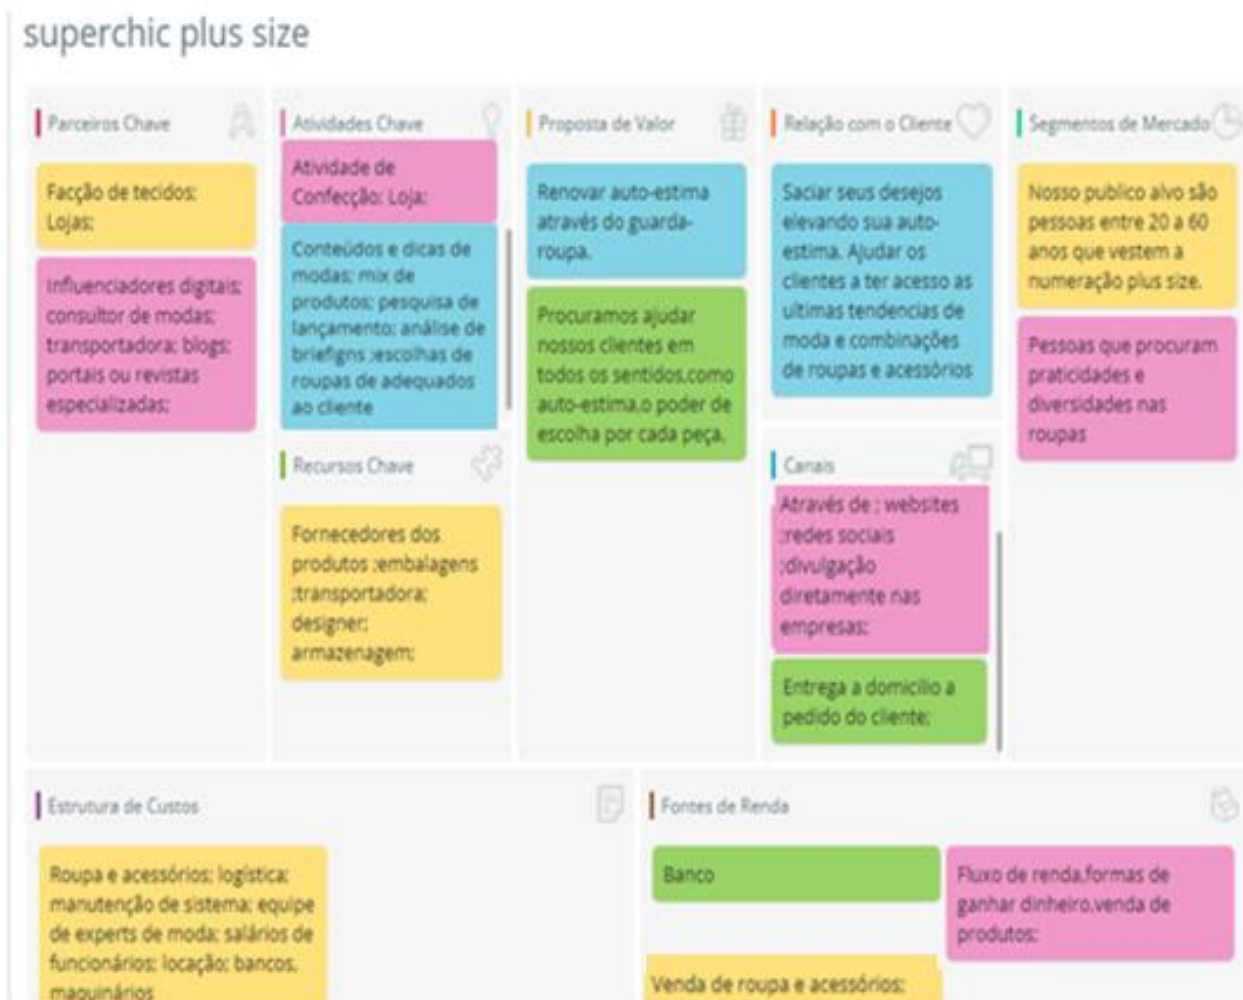 superchic plus size
Parceiros Chave
Facção de tecidos;
Lojas;
Influenciadores digitais;
consultor de modas;
transportadora; blogs;
portais ou revistas
especializadas;
Atividades Chave
Atividade de
Confecção; Loja;
Conteúdos e dicas de
modas; mix de
produtos; pesquisa de
lançamento; análise de
briefigns ;escolhas de
roupas de adequados
ao cliente
Recursos Chave
Fornecedores dos
produtos ;embalagens
;transportadora;
designer;
armazenagem;
Proposta de Valor
Renovar auto-estima
através do guarda-
roupa.
Procuramos ajudar
nossos clientes em
todos os sentidos,como
auto-estima,o poder de
escolha por cada peça.
Relação com o Cliente
Saciar seus desejos
elevando sua auto-
estima. Ajudar os
clientes a ter acesso as
ultimas tendencias de
moda e combinações
de roupas e acessórios
Canais
Através de ; websites
;redes sociais
;divulgação
diretamente nas
empresas;
Entrega a domicilio a
pedido do cliente;
Segmentos de Mercado
Nosso publico alvo são
pessoas entre 20 a 60
anos que vestem a
numeração plus size.
Pessoas que procuram
praticidades e
diversidades nas
roupas
Estrutura de Custos
Roupa e acessórios; logística;
manutenção de sistema; equipe
de experts de moda; salários de
funcionários; locação; bancos,
maquinários
Fontes de Renda
Banco
Fluxo de renda,formas de
ganhar dinheiro,venda de
produtos;
Venda de roupa e acessórios;